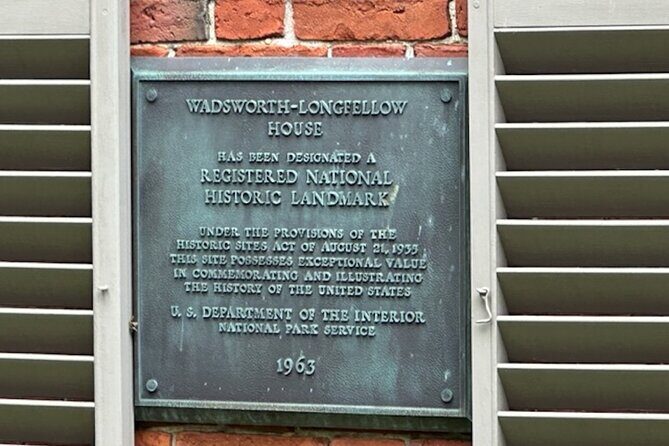 WADSWORTH-LONGFELLOW
HOUSE
HAS BEEN DESIGNATED A
REGISTERED NATIONAL
HISTORIC LANDMARK
UNDER THE PROVISIONS OF THE
HISTORIC SITES ACT OF AUGUST 21, 1935
THIS SITE POSSESSES EXCEPTIONAL VALUE
IN COMMEMORATING AND ILLUSTRATING
THE HISTORY OF THE UNITED STATES
U. S. DEPARTMENT OF THE INTERIOR
NATIONAL PARK SERVICE
1963